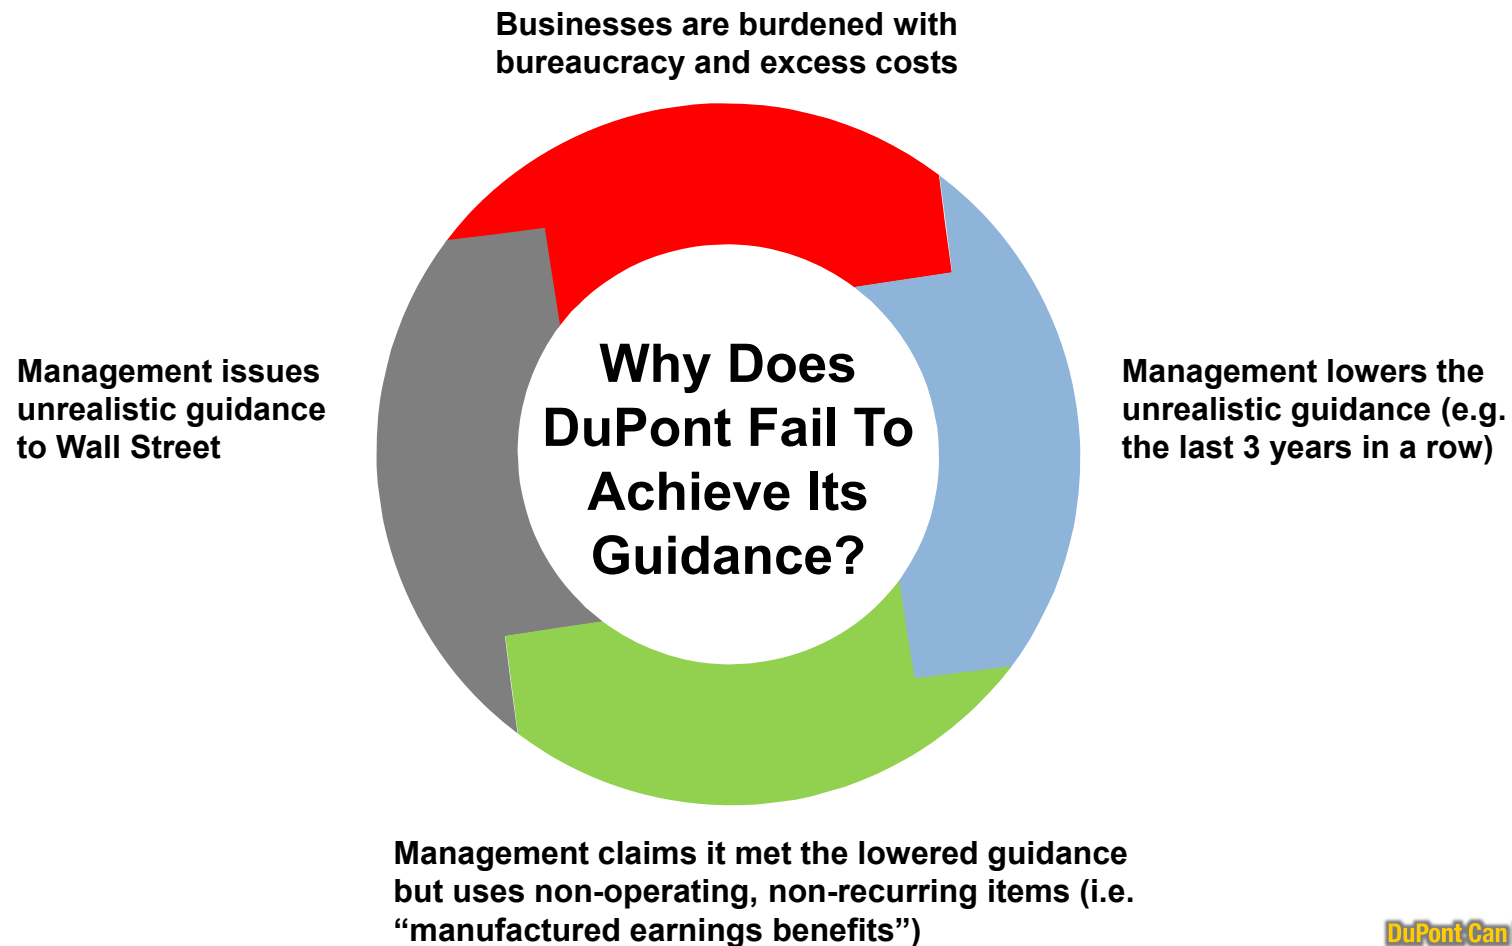 Businesses are burdened with
bureaucracy and excess costs
Why Does
DuPont Fail To
Achieve Its
Guidance?
Management issues
unrealistic guidance
to Wall Street
Management lowers the
unrealistic guidance (e.g.
the last 3 years in a row)
Management claims it met the lowered guidance
but uses non-operating, non-recurring items (i.e.
“manufactured earnings benefits”)
DuPont Can